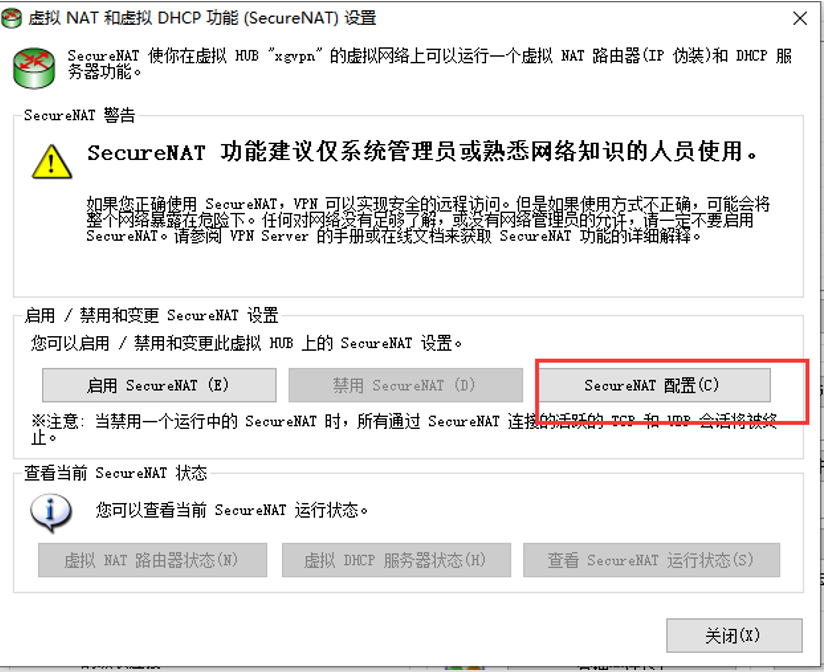 虚拟 NAT 和虚拟 DHCP 功能 (SecureNAT) 设置
SecureNAT 使你在虚拟 HUB "xgvpn" 的虚拟网络上可以运行一个虚拟 NAT 路由器(IP 伪装)和 DHCP 服
务器功能。
SecureNAT 警告
SecureNAT 功能建议仅系统管理员或熟悉网络知识的人员使用。
如果您正确使用 SecureNAT，VPN 可以实现安全的远程访问。但是如果使用方式不正确，可能会将
整个网络暴露在危险下。任何对网络没有足够了解，或没有网络管理员的允许，请一定不要启用
SecureNAT。请参阅 VPN Server 的手册或在线文档来获取 SecureNAT 功能的详细解释。
启用 / 禁用和变更 SecureNAT 设置
您可以启用 / 禁用和变更此虚拟 HUB 上的 SecureNAT 设置。
启用 SecureNAT (E)
禁用 SecureNAT (D)
SecureNAT 配置(C)
※注意: 当禁用一个运行中的 SecureNAT 时，所有通过 SecureNAT 连接的活跃的 TCP 和 UDP 会话将被终
止。
查看当前 SecureNAT 状态
您可以查看当前 SecureNAT 运行状态。
虚拟 NAT 路由器状态(N)
虚拟 DHCP 服务器状态(H)
查看 SecureNAT 运行状态(S)
关闭(X)